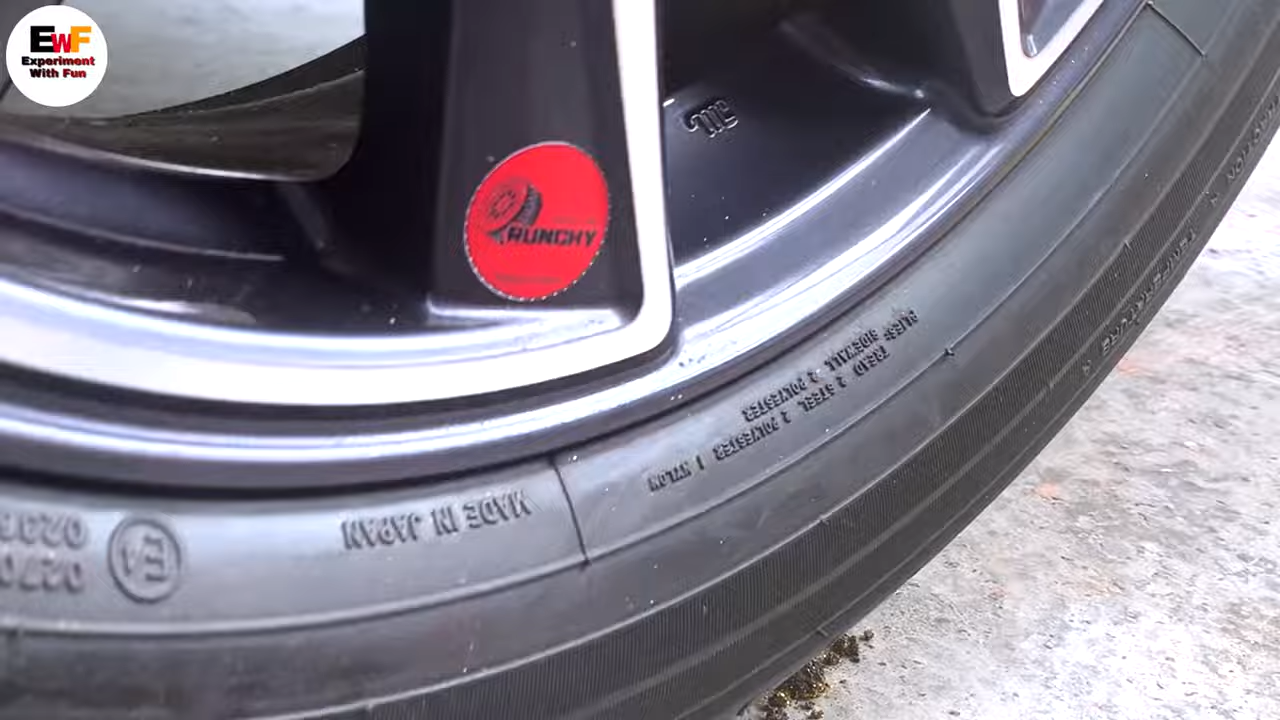 EwF
Experiment
With Fun
RUNCHY
PLIES: SIDEWALL 2 POLYESTER
TREAD 2 STEEL, 2 POLYESTER 1 NYLON
MADE IN JAPAN
E4
TEMPERATURE